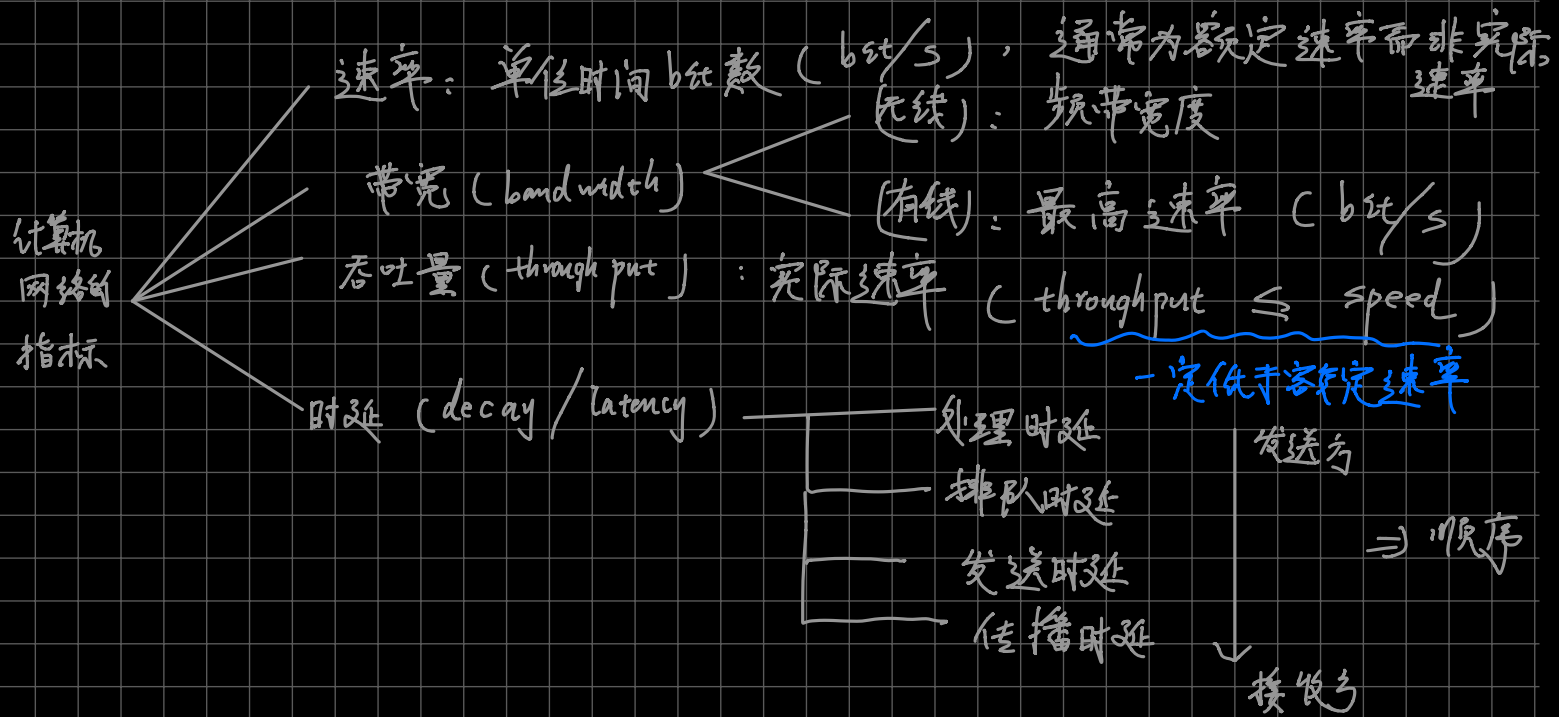 计算机
网络的
指标
速率：单位时间bit数（bit/s），通常为额定速率而非实际
速率
带宽（bandwidth）
（无线）：频带宽度
（有线）：最高速率（bit/s）
吞吐量（throughput）：实际速率（throughput ≤ speed）
一定低于额定速率
时延（decay/latency）
处理时延
排队时延
发送时延
传播时延
发送方
接收方
⇒ 顺序